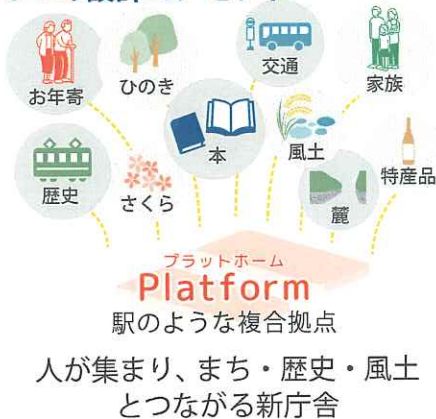 お年寄
ひのき
交通
家族
歴史
さくら
本
風土
麓
特産品
プラットホーム
Platform
駅のような複合拠点
人が集まり、まち・歴史・風土
とつながる新庁舎